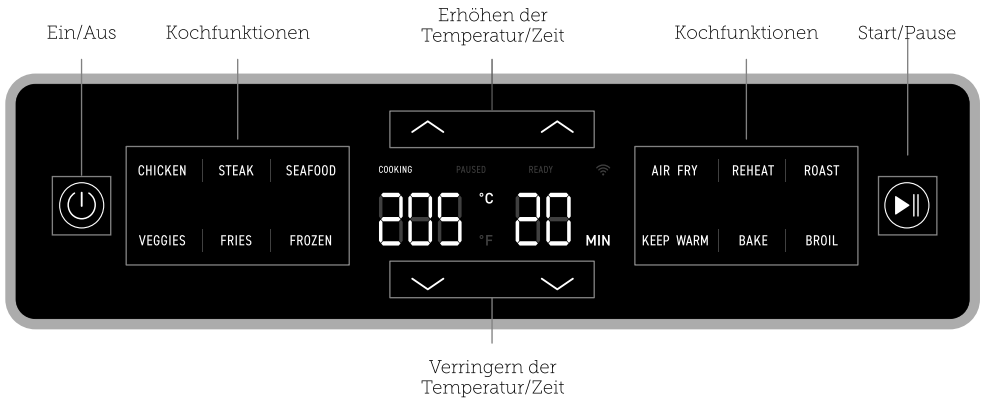 Ein/Aus
Kochfunktionen
Erhöhen der
Temperatur/Zeit
Kochfunktionen
Start/Pause
CHICKEN STEAK SEAFOOD
VEGGIES FRIES FROZEN
COOKING PAUSED READY
205 °C °F 20 MIN
AIR FRY REHEAT ROAST
KEEP WARM BAKE BROIL
Verringern der
Temperatur/Zeit